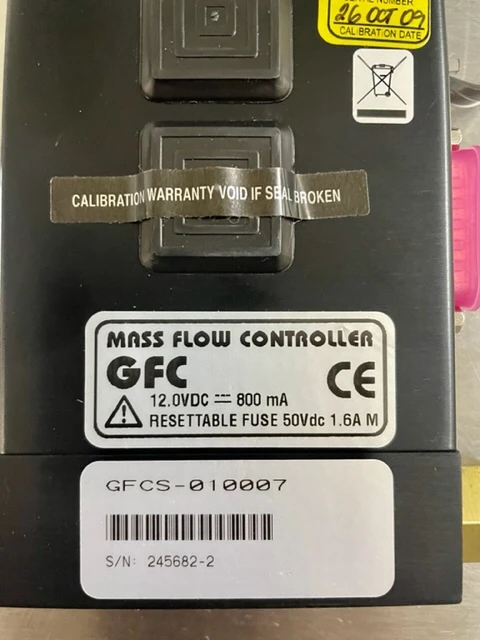 SERIAL NUMBER
26 OCT 09
CALIBRATION DATE
CALIBRATION WARRANTY VOID IF SEAL BROKEN
MASS FLOW CONTROLLER
GFC
CE
12.0VDC ⎓ 800 mA
RESETTABLE FUSE 50Vdc 1.6A M
GFCS-010007
S/N: 245682-2